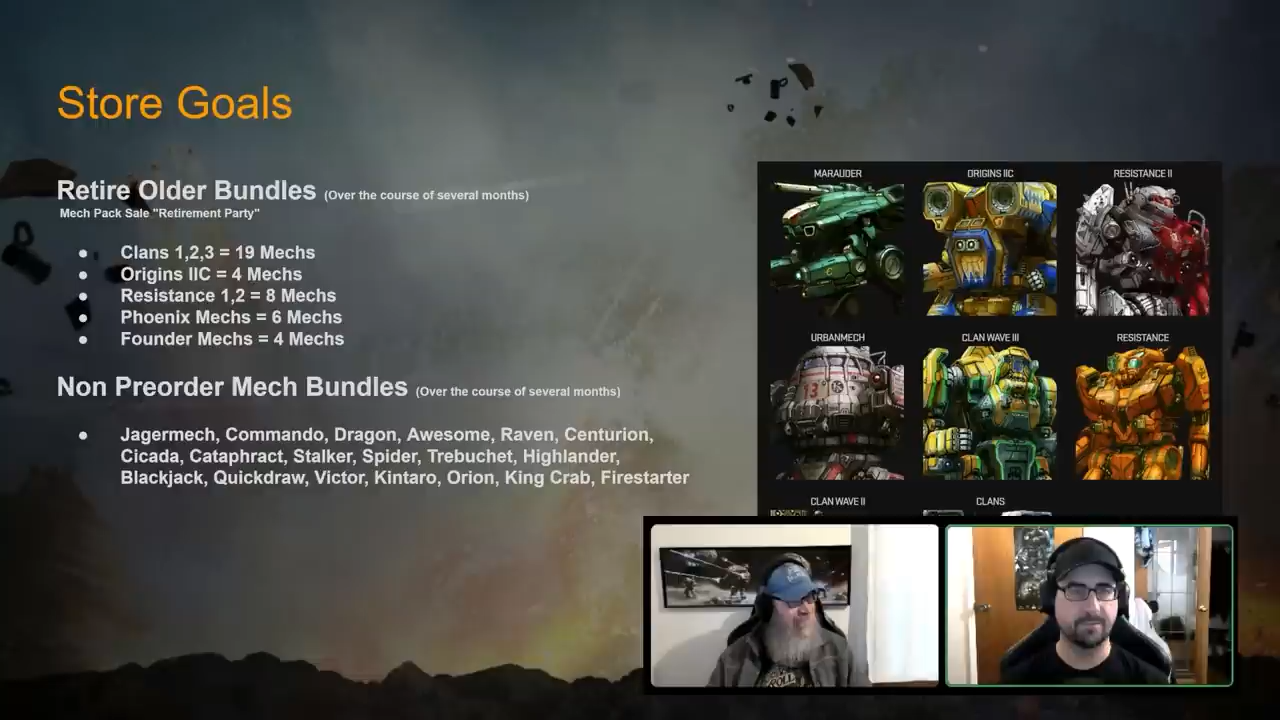 Store Goals
Retire Older Bundles (Over the course of several months)
Mech Pack Sale "Retirement Party"
● Clans 1,2,3 = 19 Mechs
● Origins IIC = 4 Mechs
● Resistance 1,2 = 8 Mechs
● Phoenix Mechs = 6 Mechs
● Founder Mechs = 4 Mechs
Non Preorder Mech Bundles (Over the course of several months)
● Jagermech, Commando, Dragon, Awesome, Raven, Centurion,
Cicada, Cataphract, Stalker, Spider, Trebuchet, Highlander,
Blackjack, Quickdraw, Victor, Kintaro, Orion, King Crab, Firestarter
MARAUDER ORIGINS IIC RESISTANCE II
URBANMECH CLAN WAVE III RESISTANCE
13
CLAN WAVE II CLANS